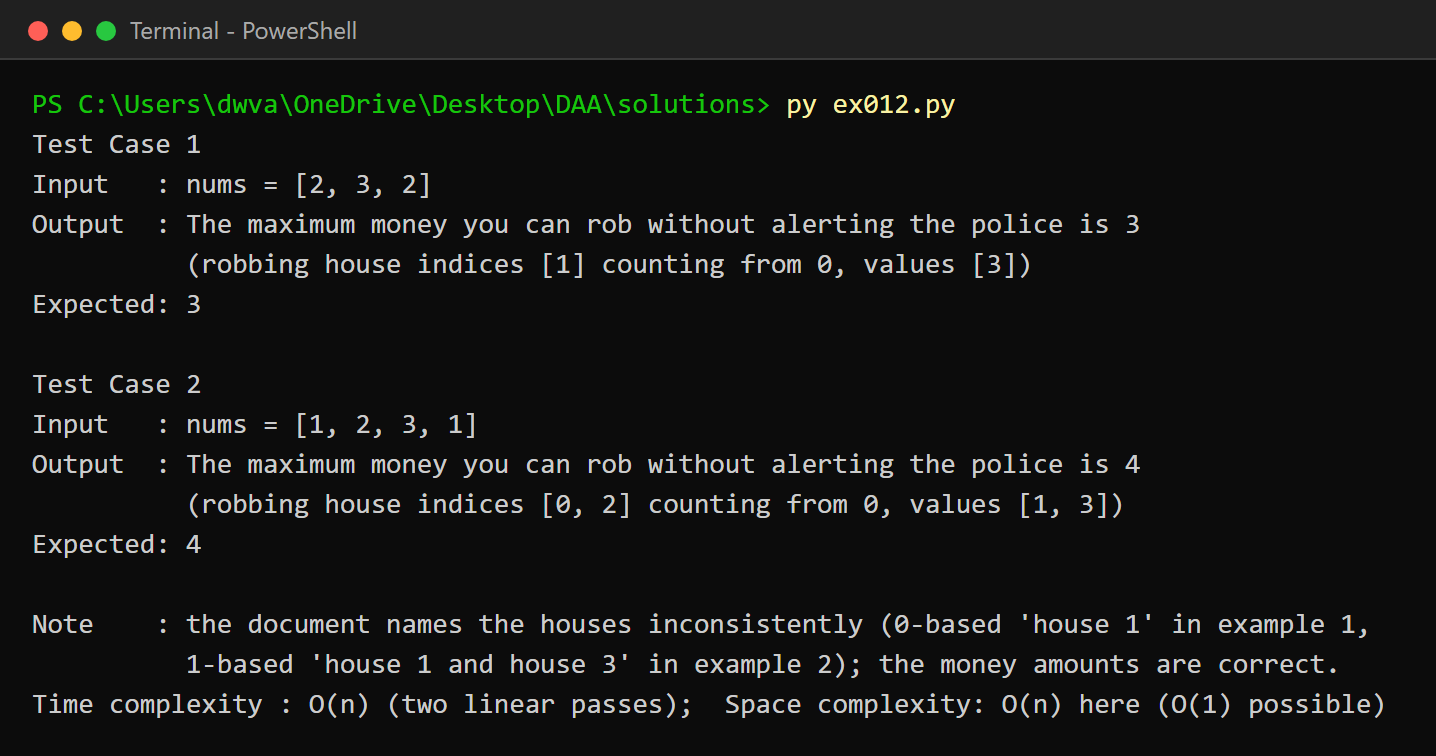 Terminal - PowerShell
PS C:\Users\dwva\OneDrive\Desktop\DAA\solutions> py ex012.py
Test Case 1
Input   : nums = [2, 3, 2]
Output  : The maximum money you can rob without alerting the police is 3
          (robbing house indices [1] counting from 0, values [3])
Expected: 3

Test Case 2
Input   : nums = [1, 2, 3, 1]
Output  : The maximum money you can rob without alerting the police is 4
          (robbing house indices [0, 2] counting from 0, values [1, 3])
Expected: 4

Note    : the document names the houses inconsistently (0-based 'house 1' in example 1,
          1-based 'house 1 and house 3' in example 2); the money amounts are correct.
Time complexity : O(n) (two linear passes);  Space complexity: O(n) here (O(1) possible)